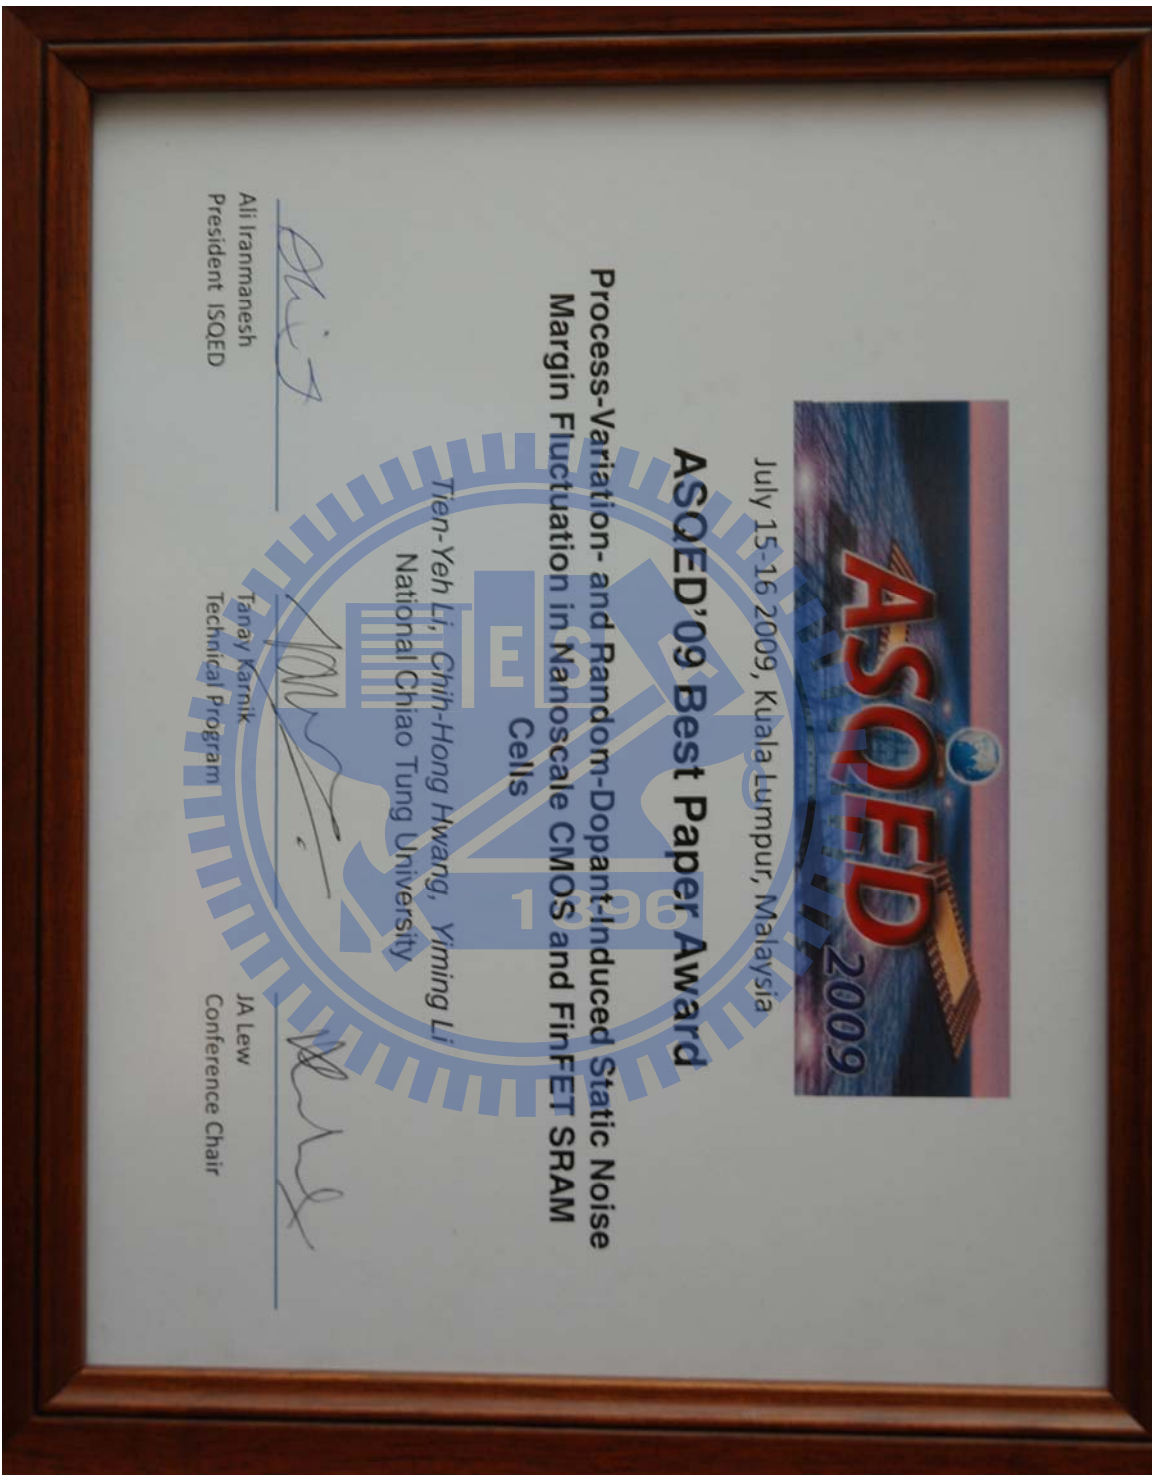 ASQED 2009
July 15-16 2009, Kuala Lumpur, Malaysia
ASQED'09 Best Paper Award
Process-Variation- and Random-Dopant-Induced Static Noise
Margin Fluctuation in Nanoscale CMOS and FinFET SRAM
Cells
Tien-Yeh Li, Chih-Hong Hwang, Yiming Li
National Chiao Tung University
Ali Iranmanesh
President ISQED
Tanay Karnik
Technical Program
JA Lew
Conference Chair
ES
1896